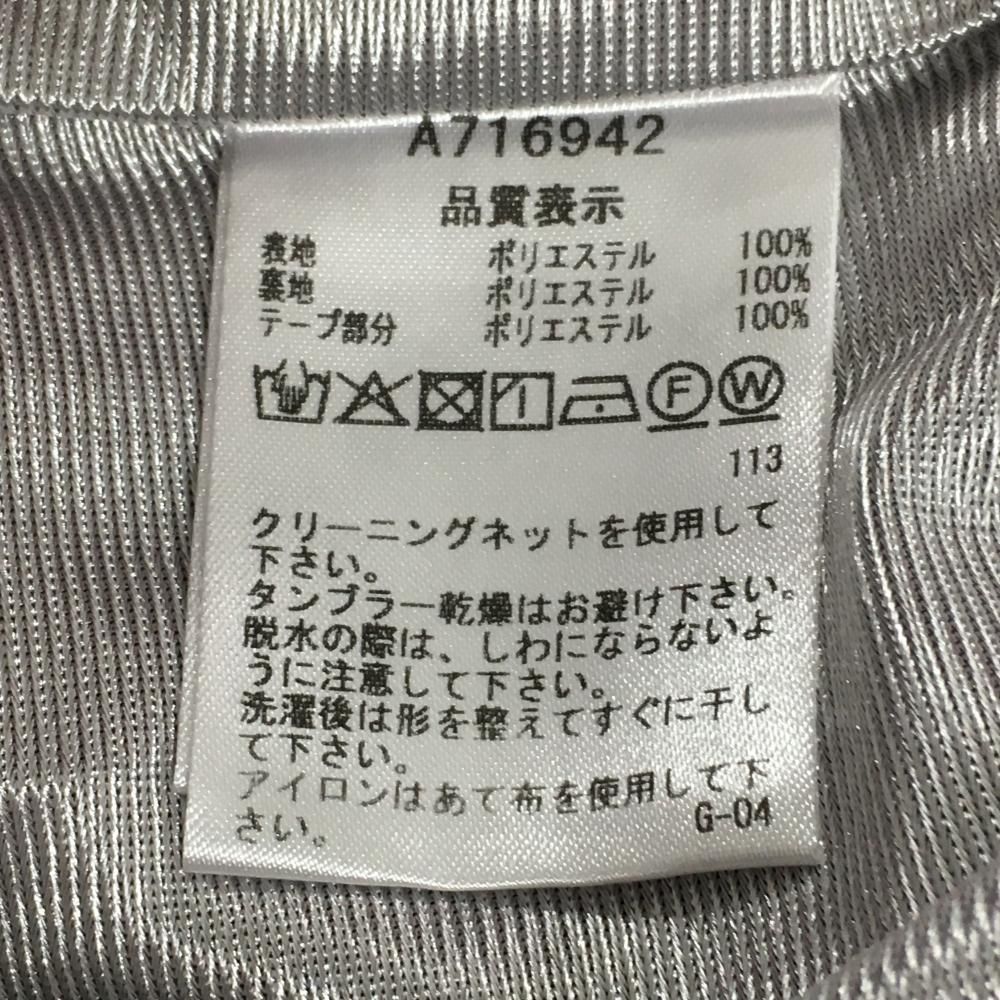 A716942
品質表示
表地 ポリエステル 100%
裏地 ポリエステル 100%
テープ部分 ポリエステル 100%
F W
113
クリーニングネットを使用して
下さい。
タンブラー乾燥はお避け下さい。
脱水の際は、しわにならないよ
うに注意して下さい。
洗濯後は形を整えてすぐに干し
て下さい。
アイロンはあて布を使用して下
さい。
G-04